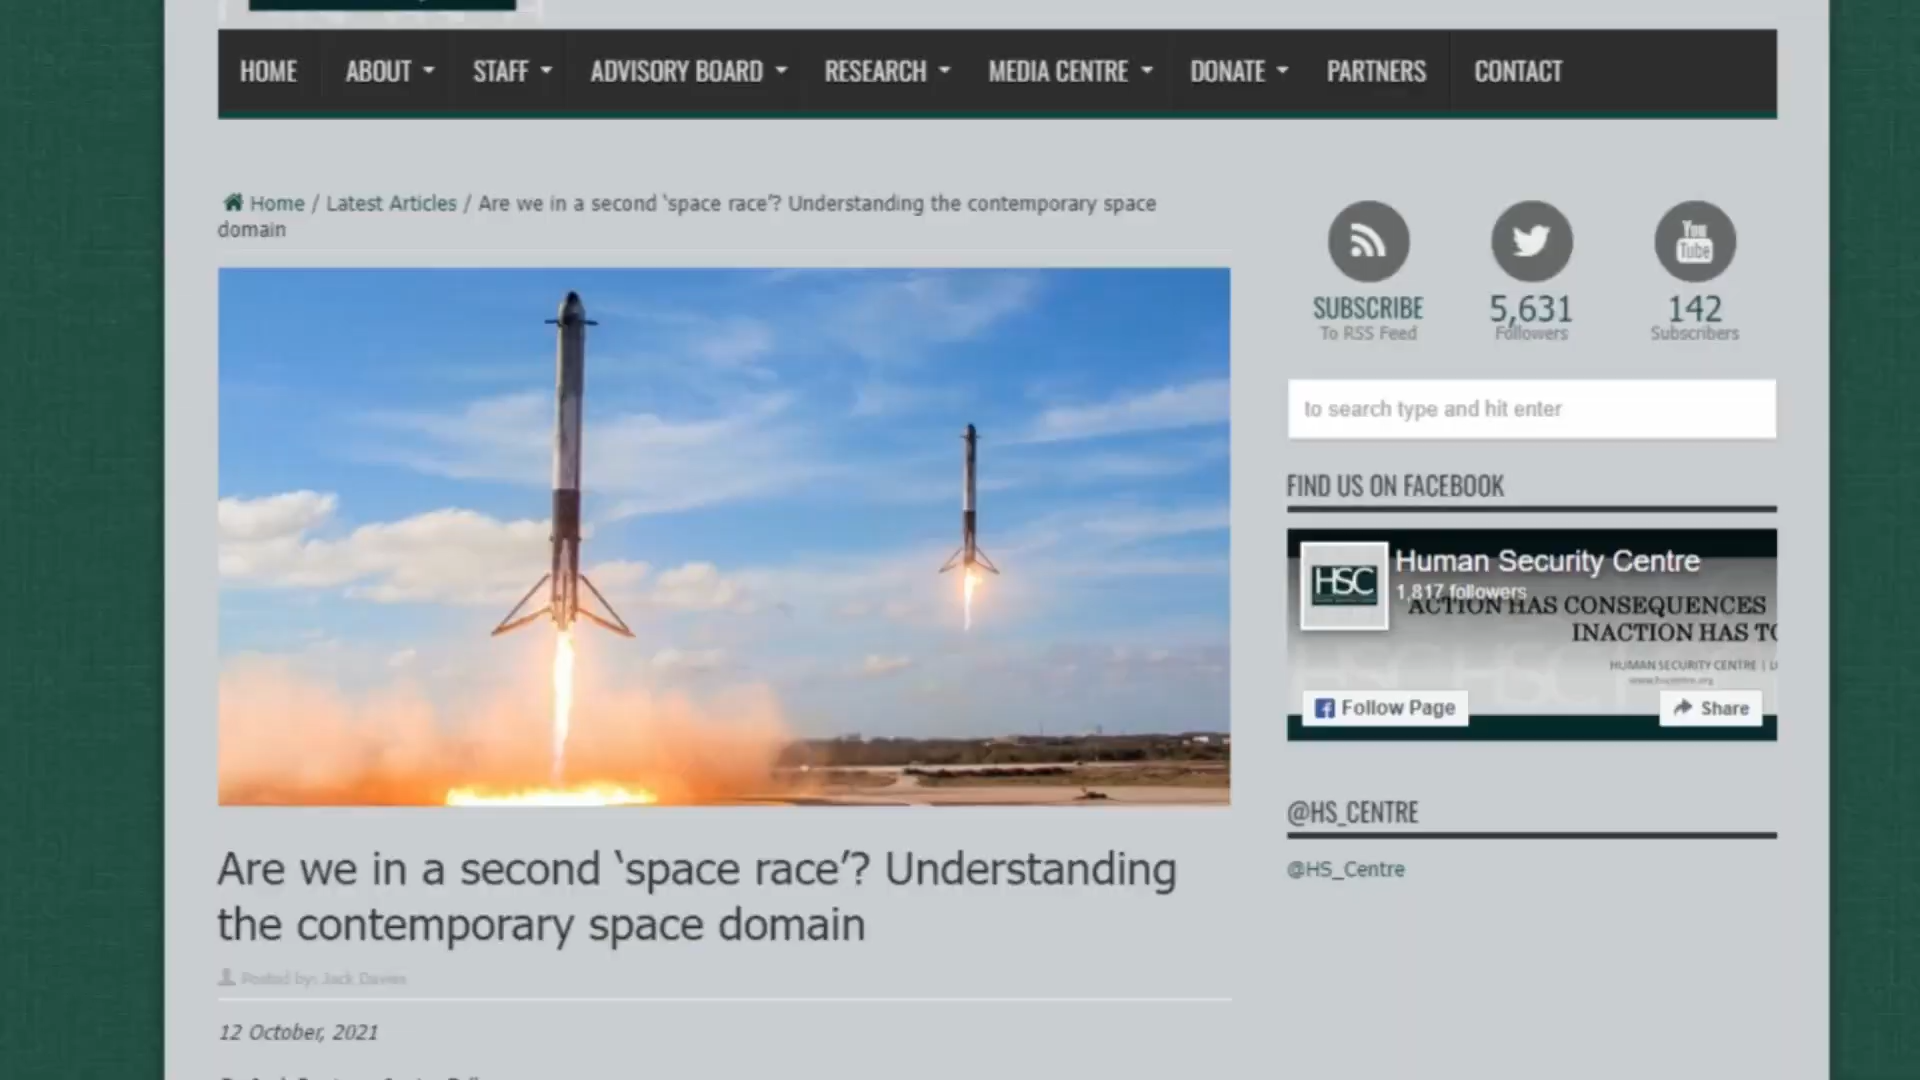 HOME ABOUT STAFF ADVISORY BOARD RESEARCH MEDIA CENTRE DONATE PARTNERS CONTACT
Home / Latest Articles / Are we in a second ‘space race’? Understanding the contemporary space
domain
SUBSCRIBE
To RSS Feed
5,631
Followers
You
Tube
142
Subscribers
to search type and hit enter
FIND US ON FACEBOOK
HSC
Human Security Centre
1,817 followers
ACTION HAS CONSEQUENCES
INACTION HAS TO
HUMAN SECURITY CENTRE | L
www.hscentre.org
Follow Page
Share
Are we in a second ‘space race’? Understanding
the contemporary space domain
Posted by: Jack Davies
12 October, 2021
@HS_CENTRE
@HS_Centre